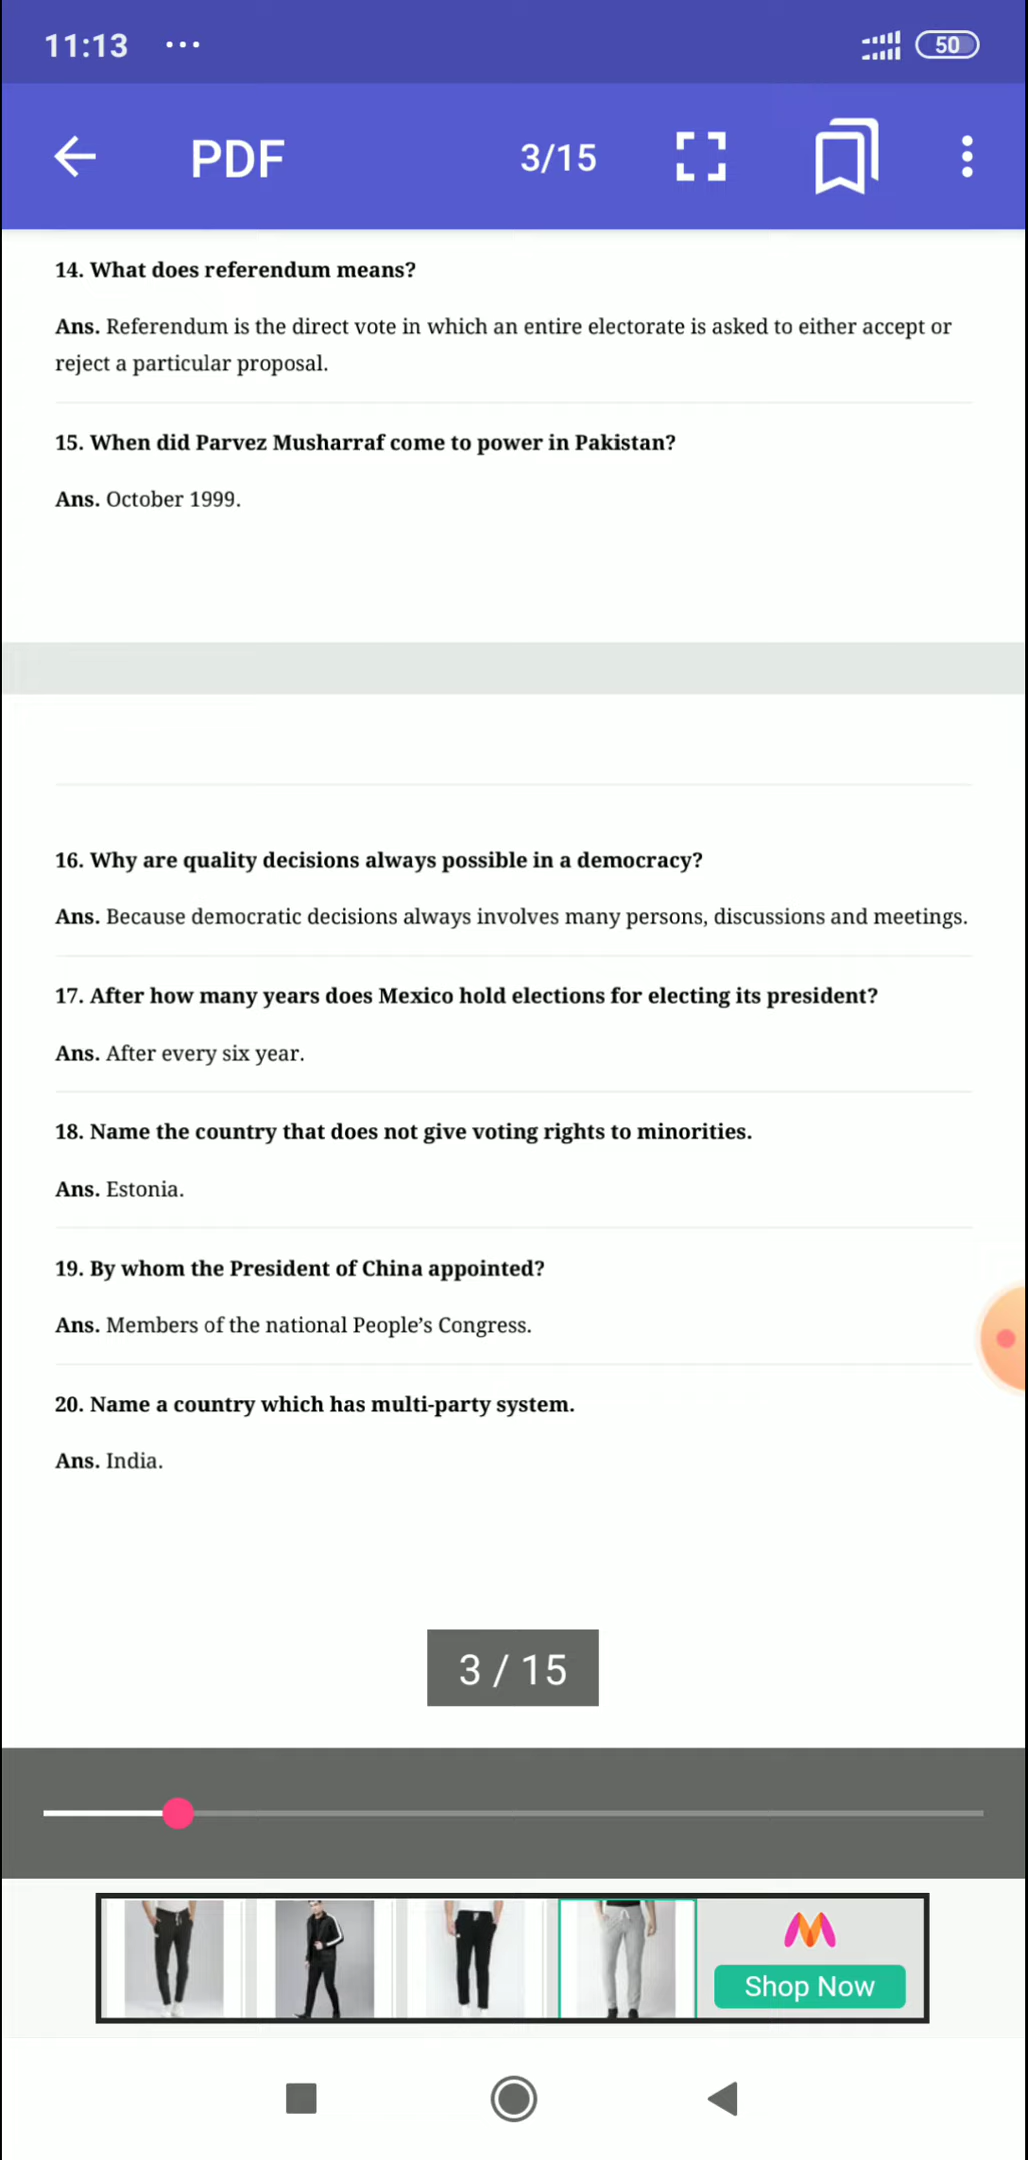 11:13 ...
50
PDF 3/15
14. What does referendum means?
Ans. Referendum is the direct vote in which an entire electorate is asked to either accept or
reject a particular proposal.
15. When did Parvez Musharraf come to power in Pakistan?
Ans. October 1999.
16. Why are quality decisions always possible in a democracy?
Ans. Because democratic decisions always involves many persons, discussions and meetings.
17. After how many years does Mexico hold elections for electing its president?
Ans. After every six year.
18. Name the country that does not give voting rights to minorities.
Ans. Estonia.
19. By whom the President of China appointed?
Ans. Members of the national People’s Congress.
20. Name a country which has multi-party system.
Ans. India.
3 / 15
Shop Now